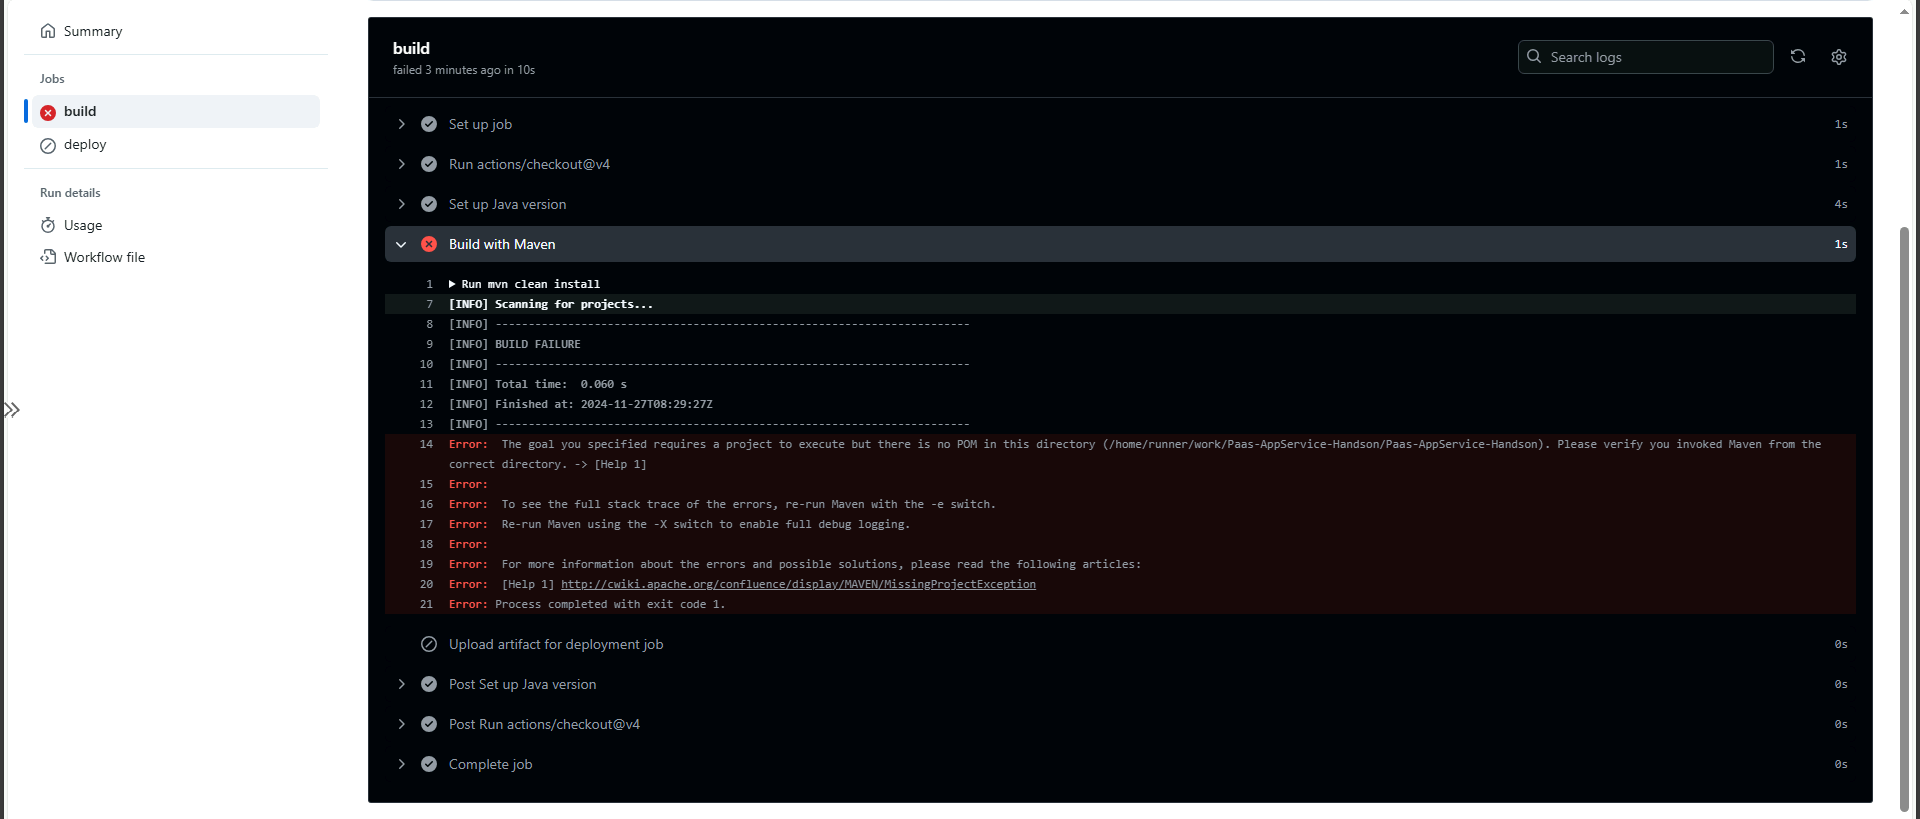 Summary
Jobs
build
deploy
Run details
Usage
Workflow file
build
failed 3 minutes ago in 10s
Search logs
Set up job 1s
Run actions/checkout@v4 1s
Set up Java version 4s
Build with Maven 1s
1 Run mvn clean install
7 [INFO] Scanning for projects...
8 [INFO] ------------------------------------------------------------------------
9 [INFO] BUILD FAILURE
10 [INFO] ------------------------------------------------------------------------
11 [INFO] Total time:  0.060 s
12 [INFO] Finished at: 2024-11-27T08:29:27Z
13 [INFO] ------------------------------------------------------------------------
14 Error:  The goal you specified requires a project to execute but there is no POM in this directory (/home/runner/work/Paas-AppService-Handson/Paas-AppService-Handson). Please verify you invoked Maven from the
correct directory. -> [Help 1]
15 Error:
16 Error:  To see the full stack trace of the errors, re-run Maven with the -e switch.
17 Error:  Re-run Maven using the -X switch to enable full debug logging.
18 Error:
19 Error:  For more information about the errors and possible solutions, please read the following articles:
20 Error:  [Help 1] http://cwiki.apache.org/confluence/display/MAVEN/MissingProjectException
21 Error: Process completed with exit code 1.
Upload artifact for deployment job 0s
Post Set up Java version 0s
Post Run actions/checkout@v4 0s
Complete job 0s